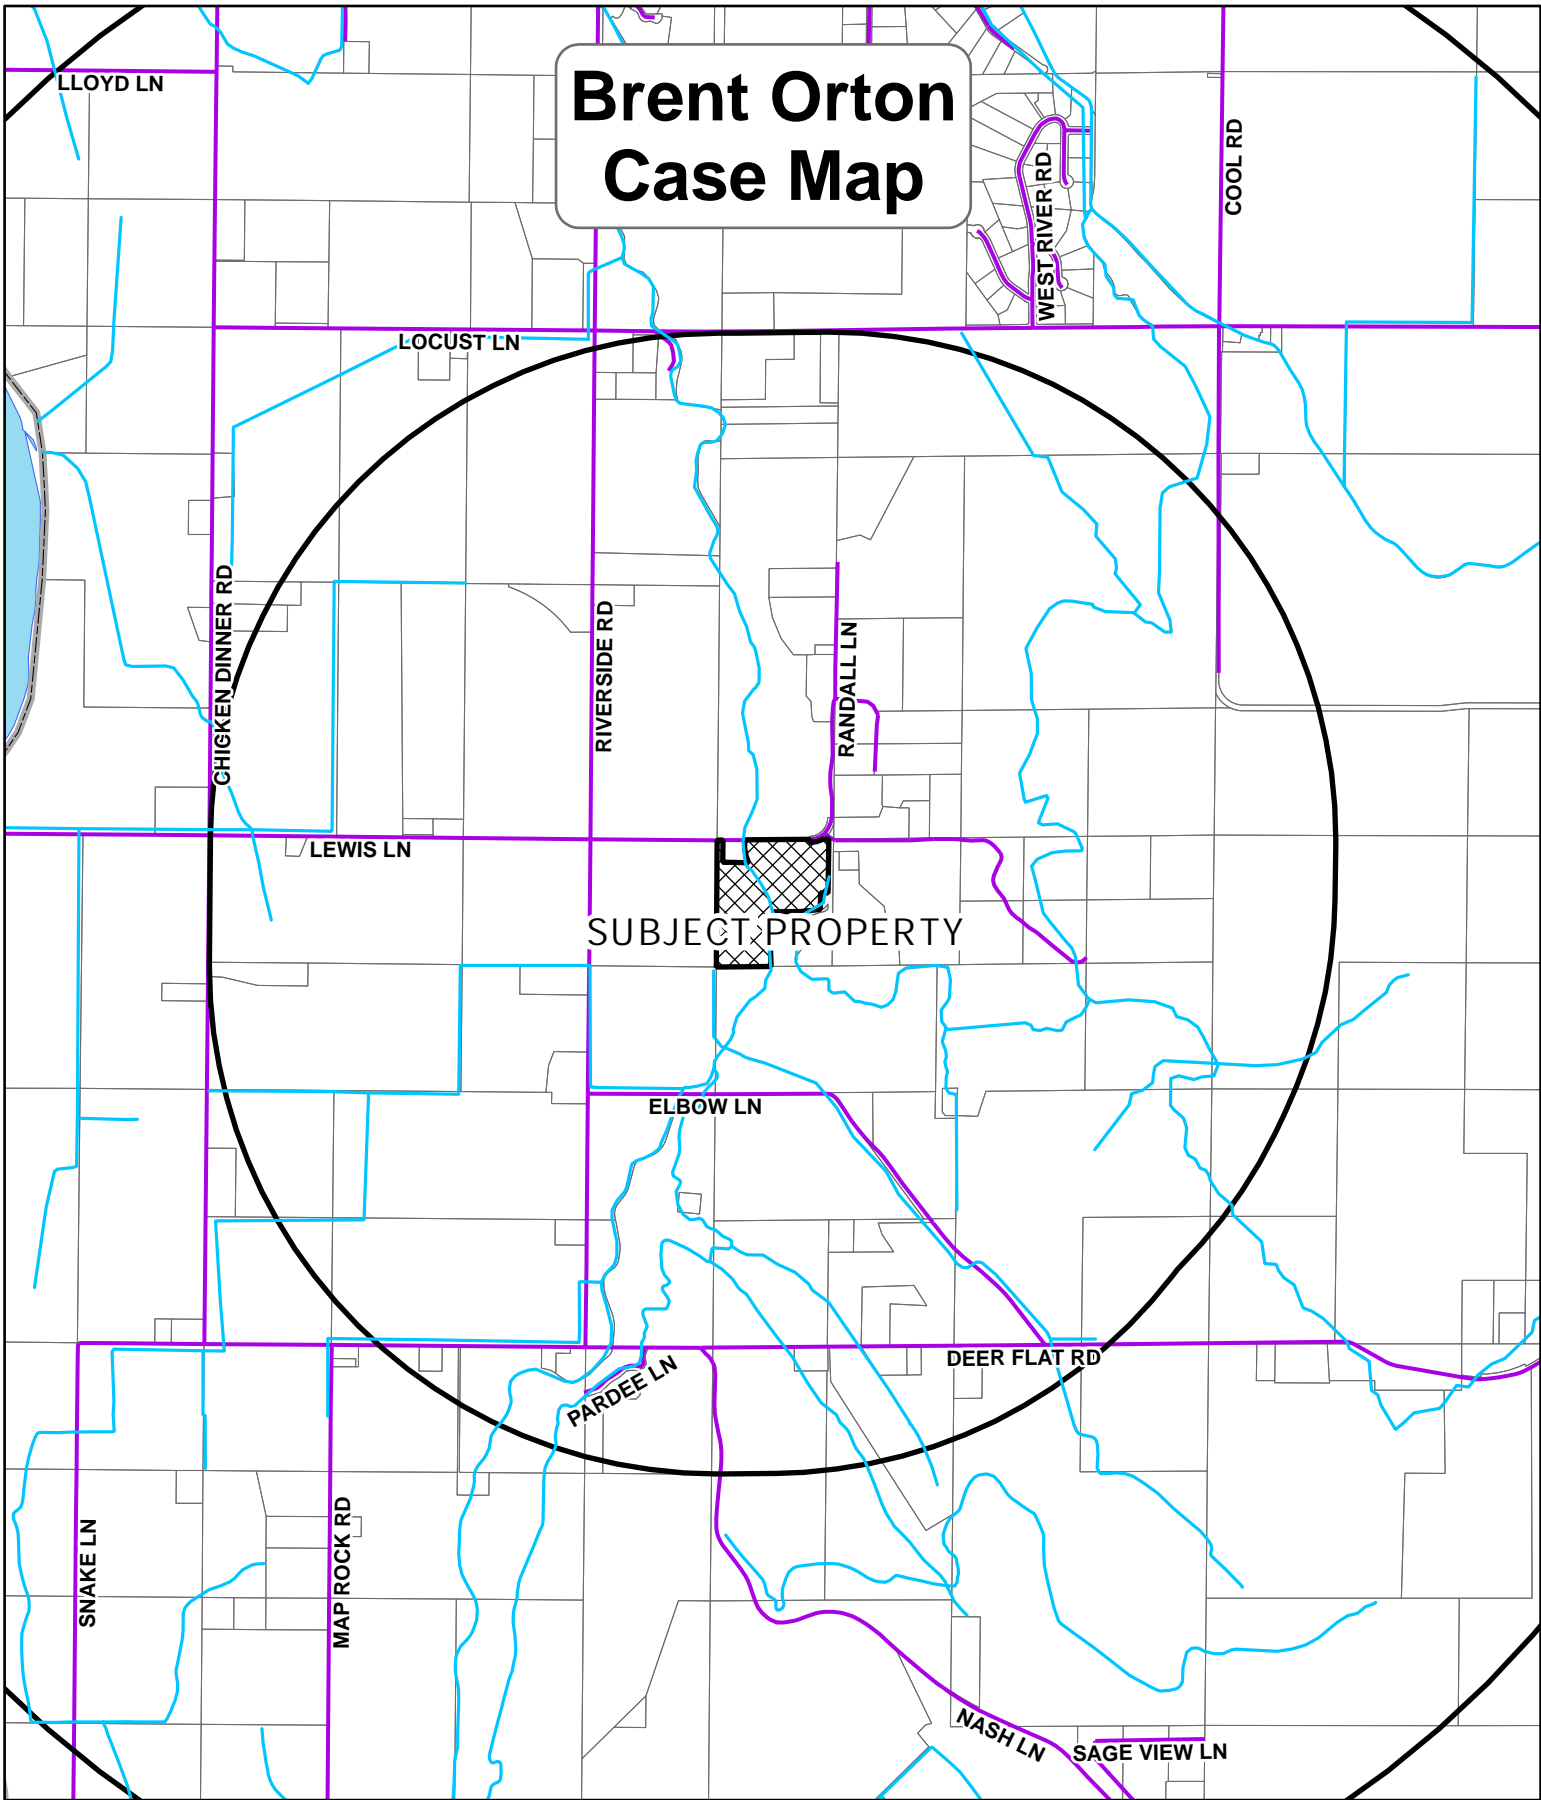 Brent Orton
Case Map
LLOYD LN
COOL RD
WEST RIVER RD
LOCUST LN
CHICKEN DINNER RD
RIVERSIDE RD
RANDALL LN
LEWIS LN
SUBJECT PROPERTY
ELBOW LN
DEER FLAT RD
PARDEE LN
SNAKE LN
MAP ROCK RD
NASH LN
SAGE VIEW LN